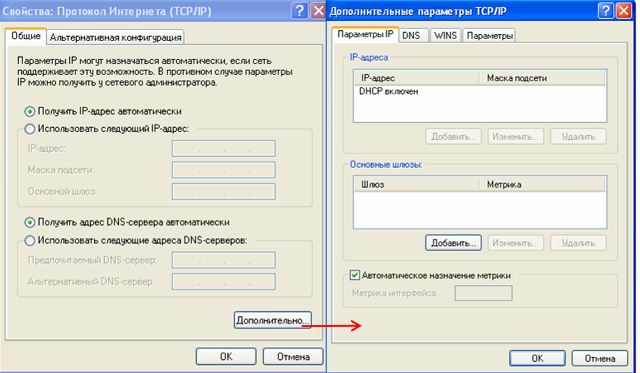 Свойства: Протокол Интернета (TCP/IP)
Общие
Альтернативная конфигурация
Параметры IP могут назначаться автоматически, если сеть
поддерживает эту возможность. В противном случае параметры
IP можно получить у сетевого администратора.
Получить IP-адрес автоматически
Использовать следующий IP-адрес:
IP-адрес:
Маска подсети:
Основной шлюз:
Получить адрес DNS-сервера автоматически
Использовать следующие адреса DNS-серверов:
Предпочитаемый DNS-сервер:
Альтернативный DNS-сервер:
Дополнительно...
OK
Отмена
Дополнительные параметры TCP/IP
Параметры IP
DNS
WINS
Параметры
IP-адреса
IP-адрес
Маска подсети
DHCP включен
Добавить...
Изменить...
Удалить
Основные шлюзы:
Шлюз
Метрика
Добавить...
Изменить...
Удалить
Автоматическое назначение метрики
Метрика интерфейса:
OK
Отмена